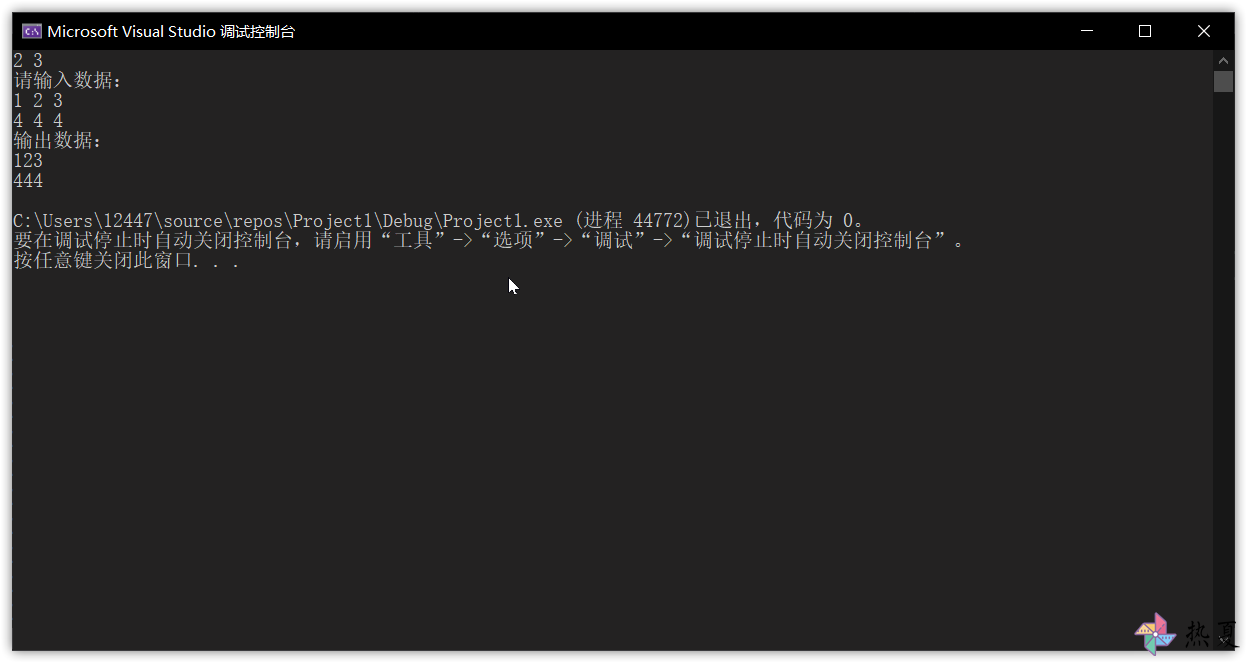 Microsoft Visual Studio 调试控制台
2 3
请输入数据:
1 2 3
4 4 4
输出数据:
123
444
C:\Users\12447\source\repos\Project1\Debug\Project1.exe (进程 44772)已退出，代码为 0。
要在调试停止时自动关闭控制台，请启用“工具”->“选项”->“调试”->“调试停止时自动关闭控制台”。
按任意键关闭此窗口. . .
热夏